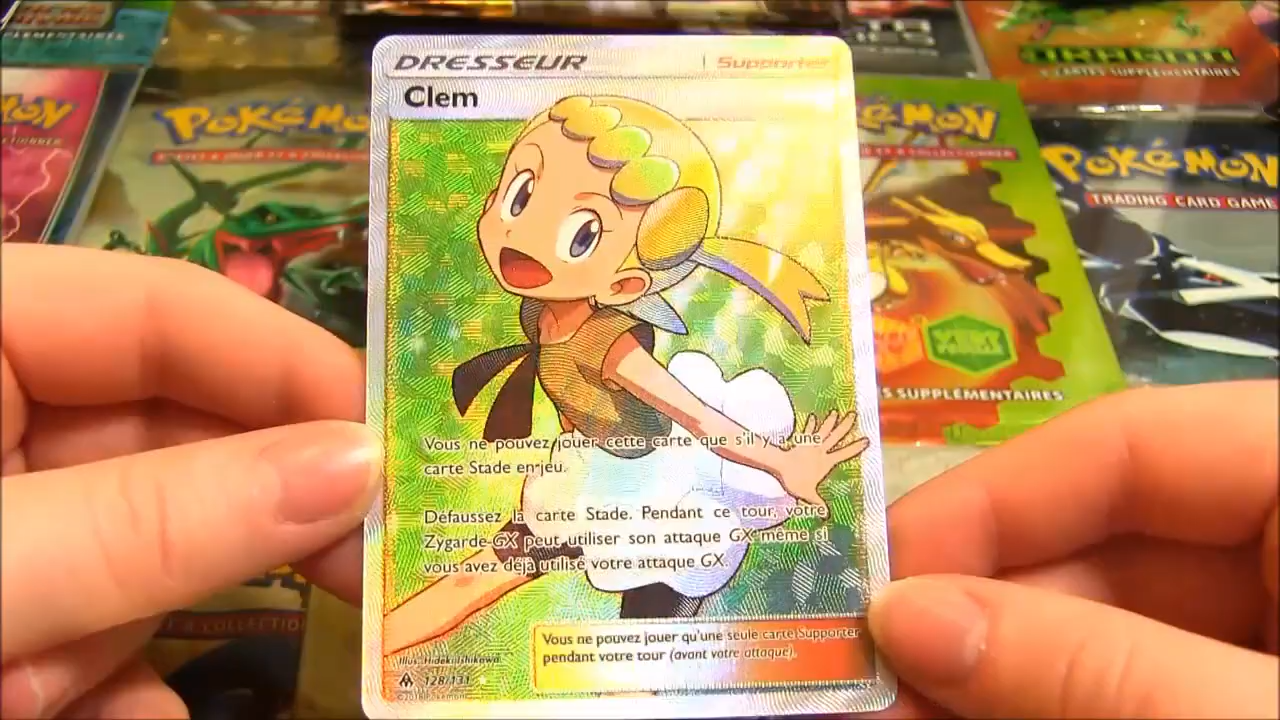 DRESSEUR
Supporter
Clem
Vous ne pouvez jouer cette carte que s'il y a une
carte Stade en jeu.
Défaussez la carte Stade. Pendant ce tour, votre
Zygarde-GX peut utiliser son attaque GX même si
vous avez déjà utilisé votre attaque GX.
Vous ne pouvez jouer qu'une seule carte Supporter
pendant votre tour (avant votre attaque).
Illus. Hideki Ishikawa
128/131
POKéMON
POKéMON
TRADING CARD GAME
CARTES SUPPLÉMENTAIRES
SUPPLÉMENTAIRES